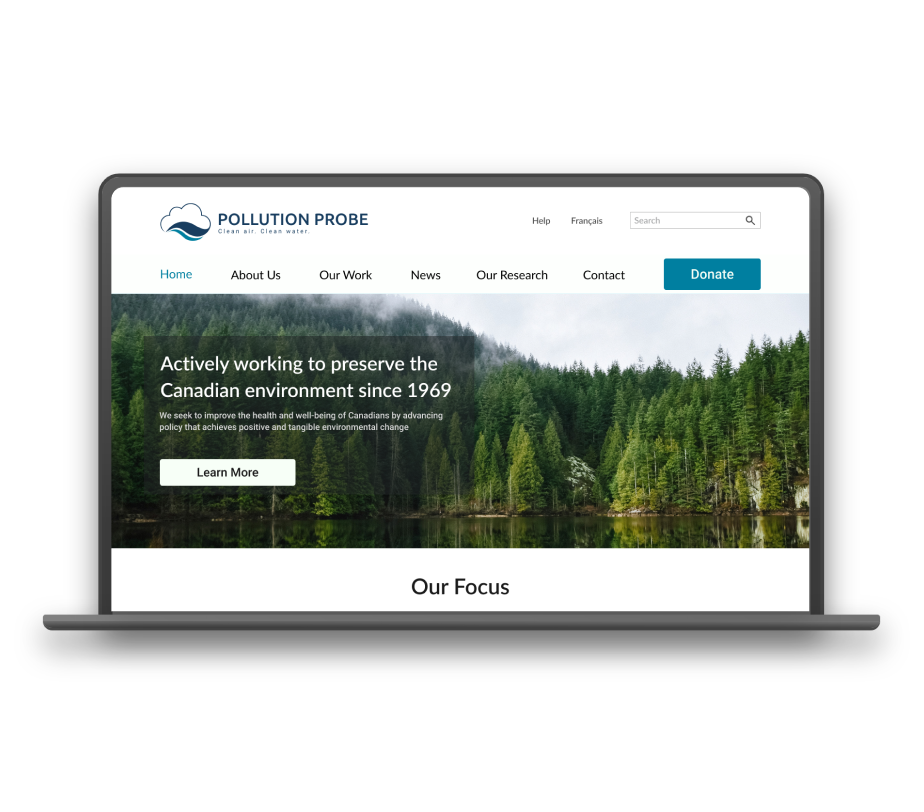 POLLUTION PROBE
Clean air. Clean water.
Help Français Search
Home About Us Our Work News Our Research Contact Donate
Actively working to preserve the
Canadian environment since 1969
We seek to improve the health and well-being of Canadians by advancing
policy that achieves positive and tangible environmental change
Learn More
Our Focus